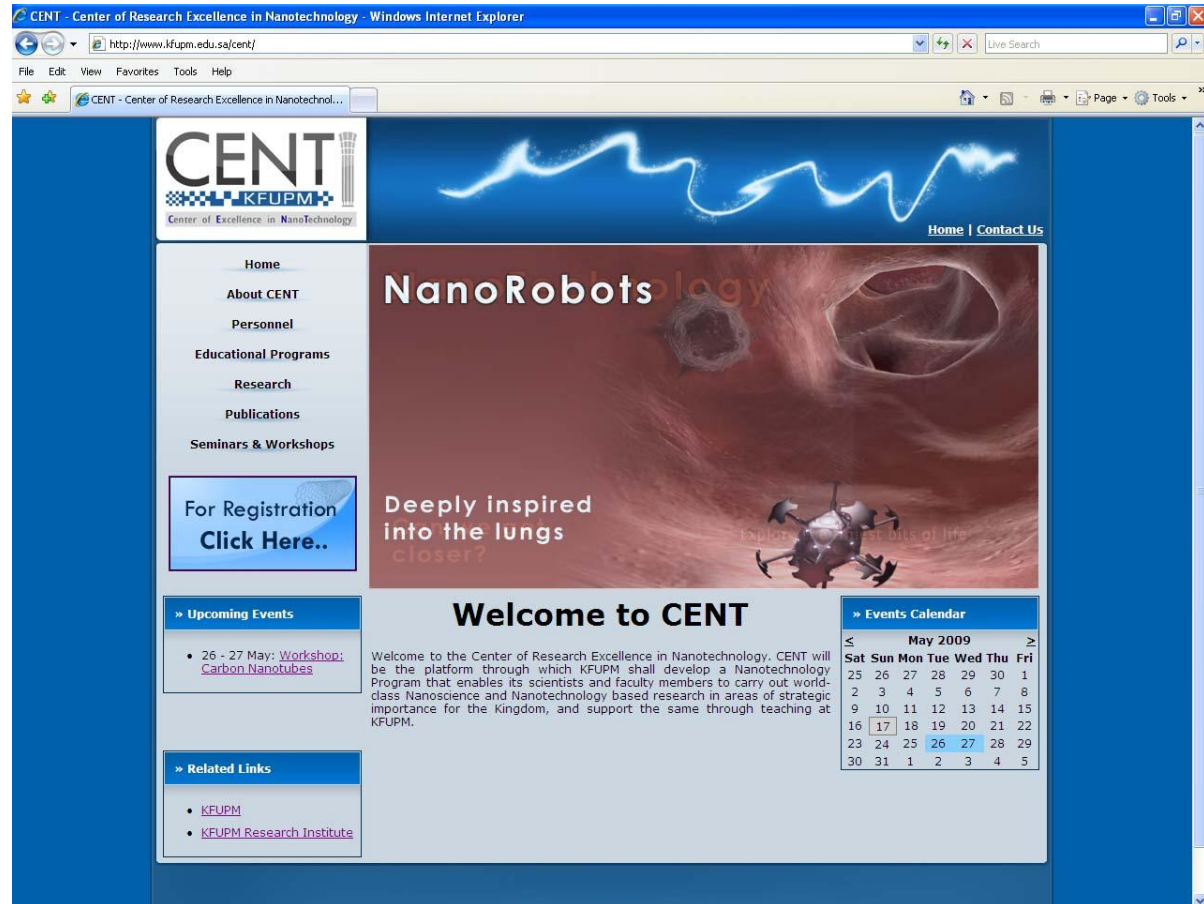 CENT - Center of Research Excellence in Nanotechnology - Windows Internet Explorer
http://www.kfupm.edu.sa/cent/
Live Search
File Edit View Favorites Tools Help
CENT - Center of Research Excellence in Nanotechnol...
Page Tools
CENT
KFUPM
Center of Excellence in NanoTechnology
Home | Contact Us
Home
About CENT
Personnel
Educational Programs
Research
Publications
Seminars & Workshops
For Registration
Click Here..
NanoRobots
Deeply inspired
into the lungs
closer?
» Upcoming Events
26 - 27 May: Workshop:
Carbon Nanotubes
» Related Links
KFUPM
KFUPM Research Institute
Welcome to CENT
Welcome to the Center of Research Excellence in Nanotechnology. CENT will
be the platform through which KFUPM shall develop a Nanotechnology
Program that enables its scientists and faculty members to carry out world-
class Nanoscience and Nanotechnology based research in areas of strategic
importance for the Kingdom, and support the same through teaching at
KFUPM.
» Events Calendar
< May 2009 >
Sat Sun Mon Tue Wed Thu Fri
25 26 27 28 29 30 1
2 3 4 5 6 7 8
9 10 11 12 13 14 15
16 17 18 19 20 21 22
23 24 25 26 27 28 29
30 31 1 2 3 4 5